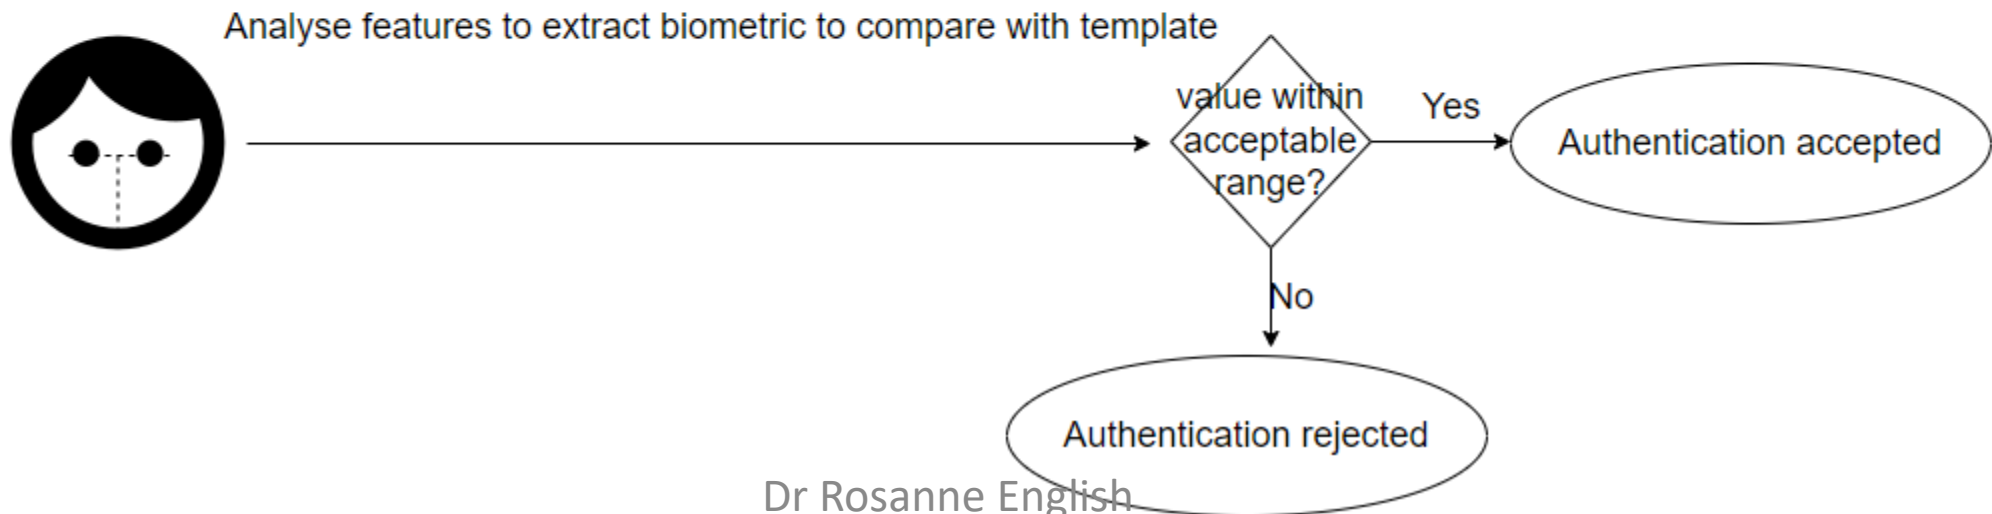 Analyse features to extract biometric to compare with template
value within
acceptable
range?
Yes
Authentication accepted
No
Authentication rejected
Dr Rosanne English